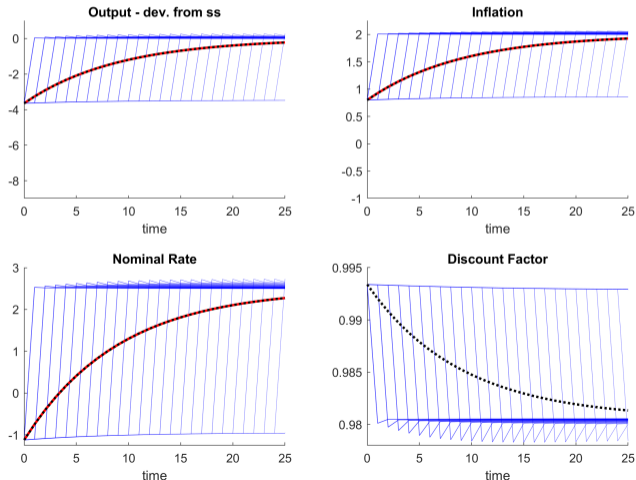 Output - dev. from ss
0
-2
-4
-6
-8
0 5 10 15 20 25
time
Inflation
2
1.5
1
0.5
0
-0.5
-1
0 5 10 15 20 25
time
Nominal Rate
3
2
1
0
-1
0 5 10 15 20 25
time
Discount Factor
0.995
0.99
0.985
0.98
0 5 10 15 20 25
time